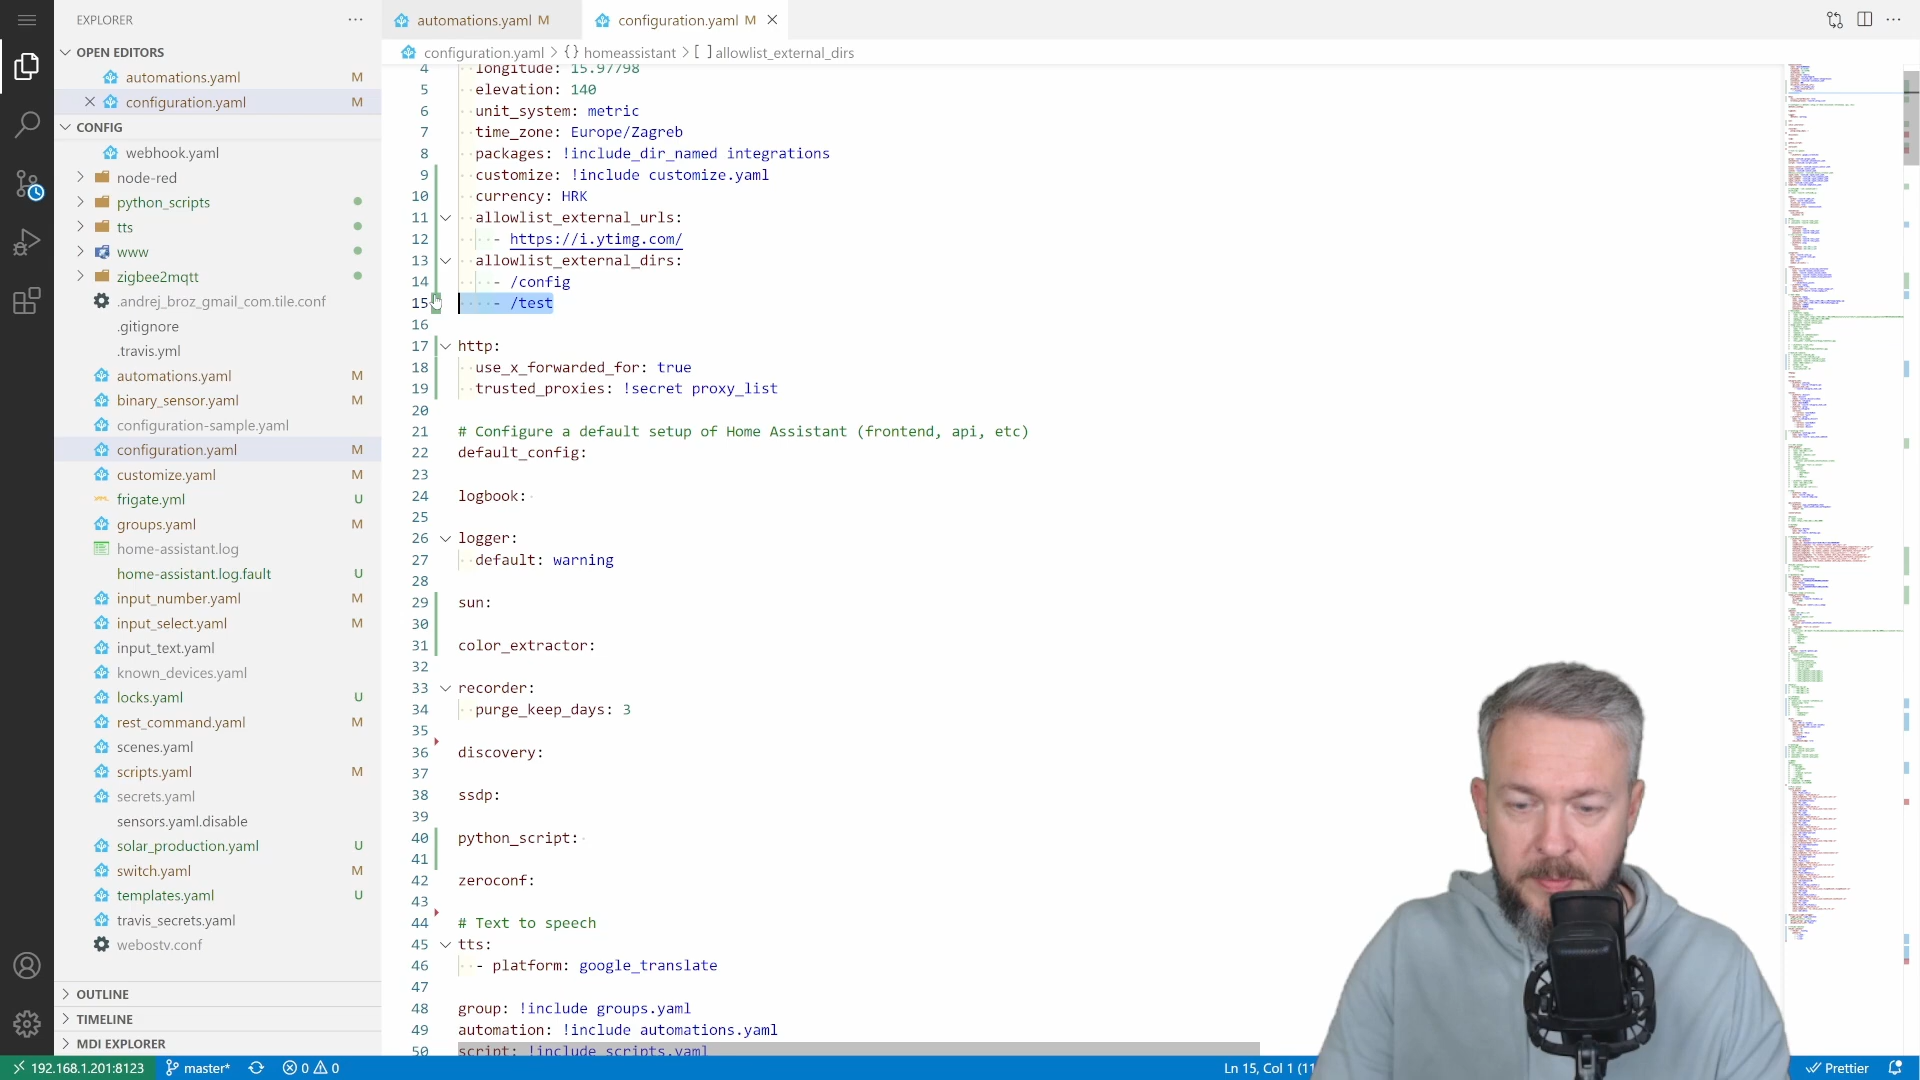 EXPLORER
OPEN EDITORS
automations.yaml M
configuration.yaml M
CONFIG
webhook.yaml
node-red
python_scripts
tts
www
zigbee2mqtt
.andrej_broz_gmail_com.tile.conf
.gitignore
.travis.yml
automations.yaml M
binary_sensor.yaml M
configuration-sample.yaml
configuration.yaml M
customize.yaml M
frigate.yml U
groups.yaml M
home-assistant.log
home-assistant.log.fault U
input_number.yaml M
input_select.yaml M
input_text.yaml
known_devices.yaml
locks.yaml U
rest_command.yaml M
scenes.yaml
scripts.yaml M
secrets.yaml
sensors.yaml.disable
solar_production.yaml U
switch.yaml M
templates.yaml U
travis_secrets.yaml
webostv.conf
OUTLINE
TIMELINE
MDI EXPLORER
automations.yaml M
configuration.yaml M
configuration.yaml > {} homeassistant > [ ] allowlist_external_dirs
4 longitude: 15.97798
5 elevation: 140
6 unit_system: metric
7 time_zone: Europe/Zagreb
8 packages: !include_dir_named integrations
9 customize: !include customize.yaml
10 currency: HRK
11 allowlist_external_urls:
12 - https://i.ytimg.com/
13 allowlist_external_dirs:
14 - /config
15 - /test
16
17 http:
18 use_x_forwarded_for: true
19 trusted_proxies: !secret proxy_list
20
21 # Configure a default setup of Home Assistant (frontend, api, etc)
22 default_config:
23
24 logbook:
25
26 logger:
27 default: warning
28
29 sun:
30
31 color_extractor:
32
33 recorder:
34 purge_keep_days: 3
35
36 discovery:
37
38 ssdp:
39
40 python_script:
41
42 zeroconf:
43
44 # Text to speech
45 tts:
46 - platform: google_translate
47
48 group: !include groups.yaml
49 automation: !include automations.yaml
50 script: !include scripts.yaml
192.168.1.201:8123 master* 0 0 Ln 15, Col 1 (11 Prettier